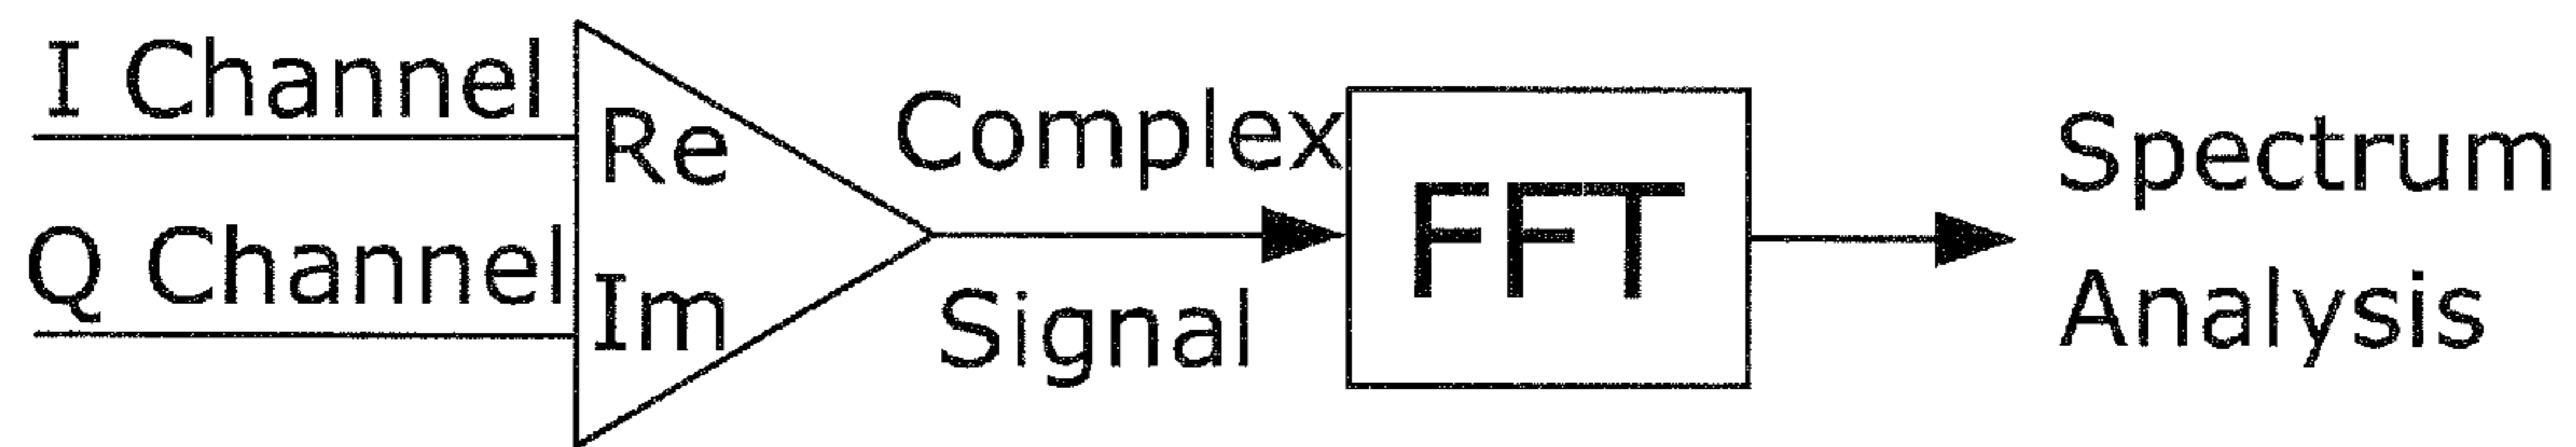 I Channel
Q Channel
Re
Im
Complex
Signal
FFT
Spectrum
Analysis